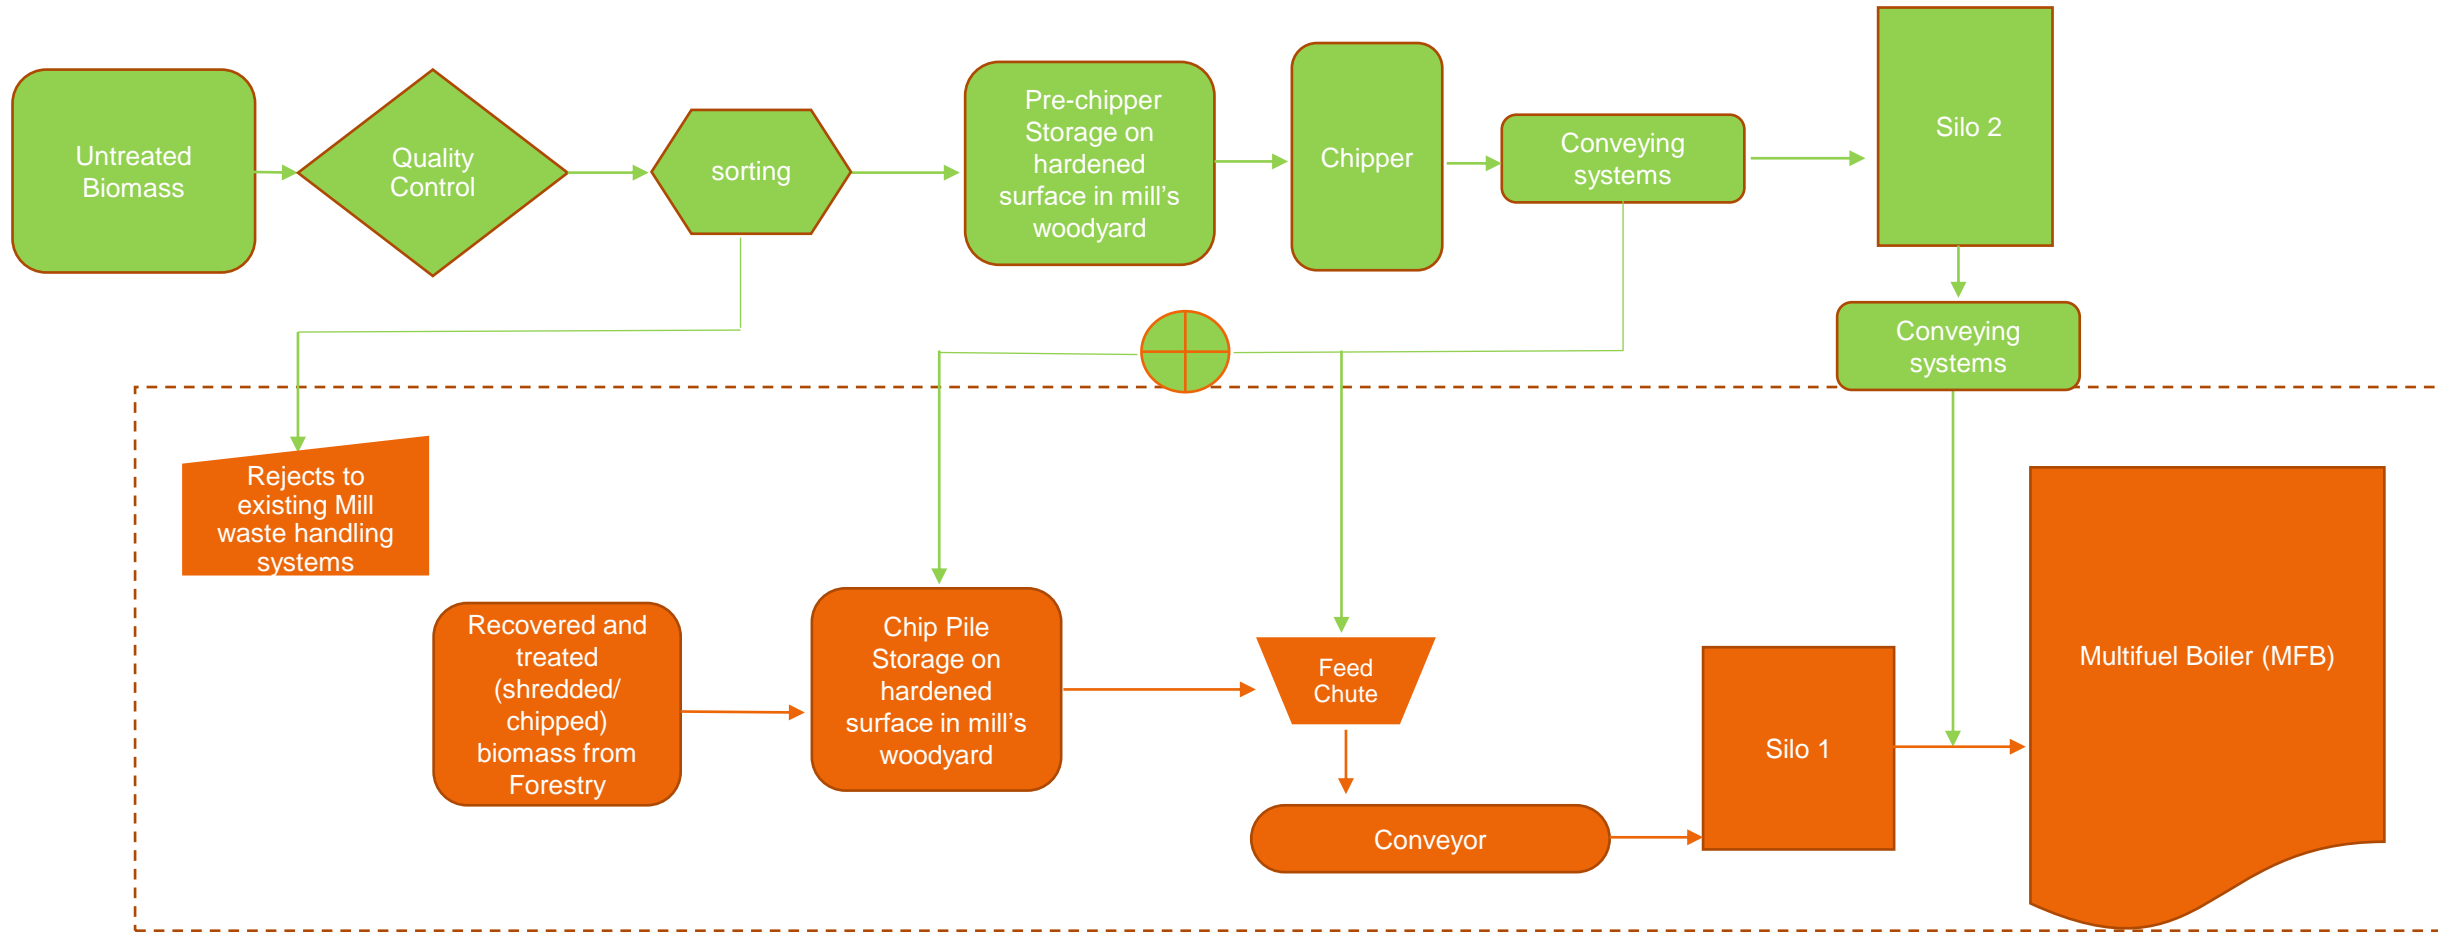 Untreated
Biomass
Quality
Control
sorting
Pre-chipper
Storage on
hardened
surface in mill’s
woodyard
Chipper
Conveying
systems
Silo 2
Conveying
systems
Rejects to
existing Mill
waste handling
systems
Recovered and
treated
(shredded/
chipped)
biomass from
Forestry
Chip Pile
Storage on
hardened
surface in mill’s
woodyard
Feed
Chute
Conveyor
Silo 1
Multifuel Boiler (MFB)